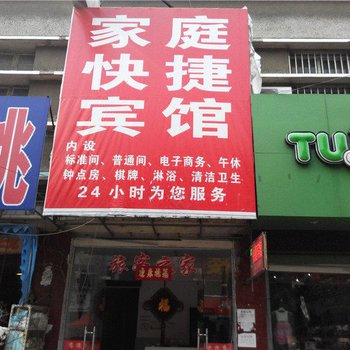 家庭
快捷
宾馆
内设
标准间、普通间、电子商务、午休
钟点房、棋牌、淋浴、清洁卫生
24小时为您服务
桃
TU
旅客之家
福